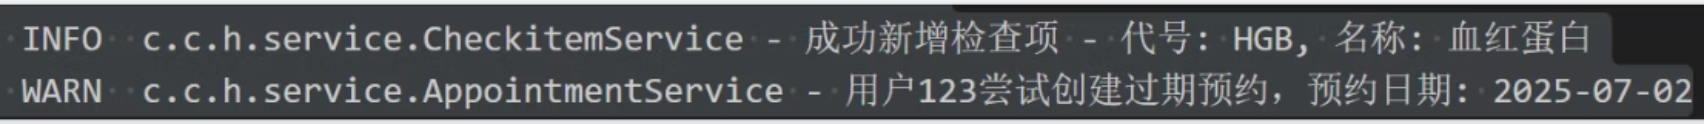 INFO  c.c.h.service.CheckitemService - 成功新增检查项 - 代号: HGB, 名称: 血红蛋白
WARN  c.c.h.service.AppointmentService - 用户123尝试创建过期预约，预约日期: 2025-07-02